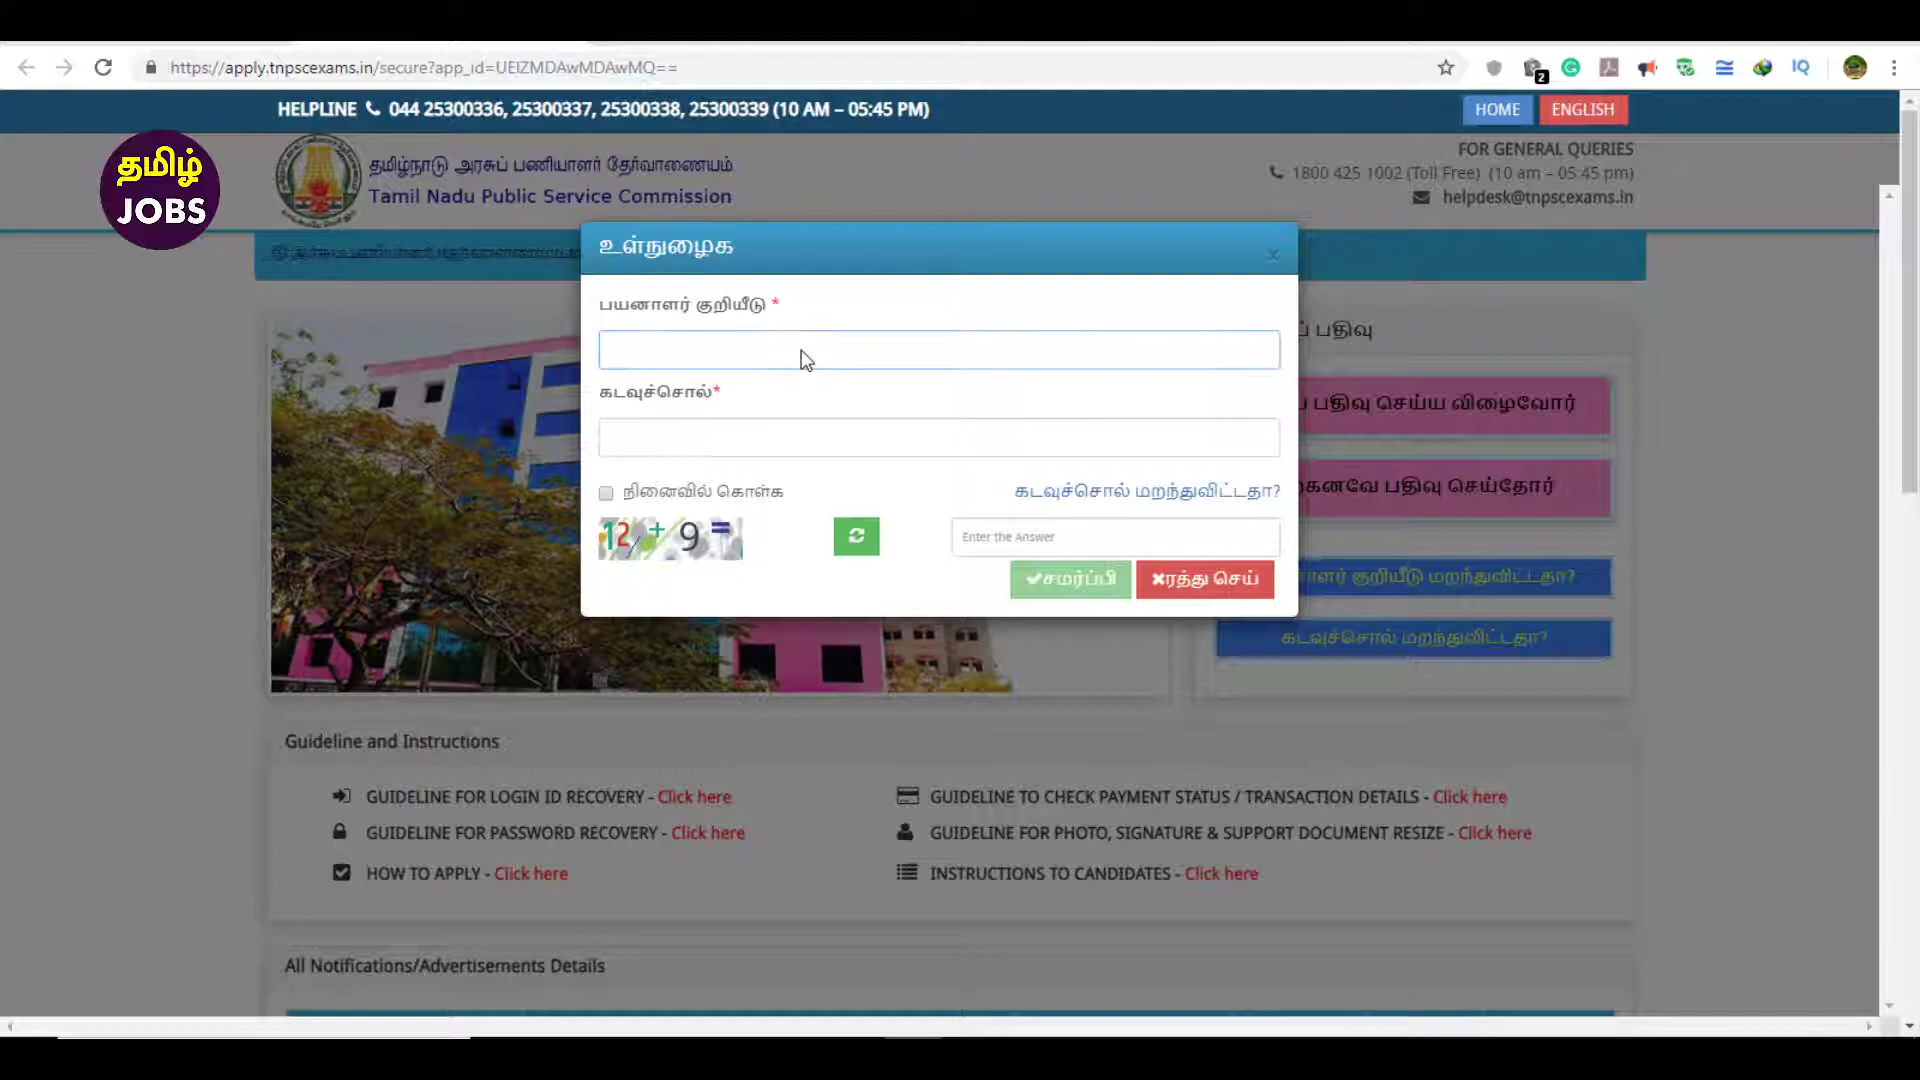 https://apply.tnpscexams.in/secure?app_id=UElZMDAwMDAwMQ==
2
IQ
HELPLINE 044 25300336, 25300337, 25300338, 25300339 (10 AM – 05:45 PM)
HOME
ENGLISH
தமிழ்
JOBS
தமிழ்நாடு அரசுப் பணியாளர் தேர்வாணையம்
Tamil Nadu Public Service Commission
FOR GENERAL QUERIES
1800 425 1002 (Toll Free) (10 am – 05:45 pm)
helpdesk@tnpscexams.in
உள்நுழைக
×
பயனாளர் குறியீடு *
கடவுச்சொல்*
நினைவில் கொள்க
கடவுச்சொல் மறந்துவிட்டதா?
12 + 9 =
Enter the Answer
சமர்ப்பி
ரத்து செய்
பதிவு
பதிவு செய்ய விழைவோர்
பதிவு செய்தோர்
குறியீடு மறந்துவிட்டதா?
கடவுச்சொல் மறந்துவிட்டதா?
Guideline and Instructions
GUIDELINE FOR LOGIN ID RECOVERY - Click here
GUIDELINE TO CHECK PAYMENT STATUS / TRANSACTION DETAILS - Click here
GUIDELINE FOR PASSWORD RECOVERY - Click here
GUIDELINE FOR PHOTO, SIGNATURE & SUPPORT DOCUMENT RESIZE - Click here
HOW TO APPLY - Click here
INSTRUCTIONS TO CANDIDATES - Click here
All Notifications/Advertisements Details